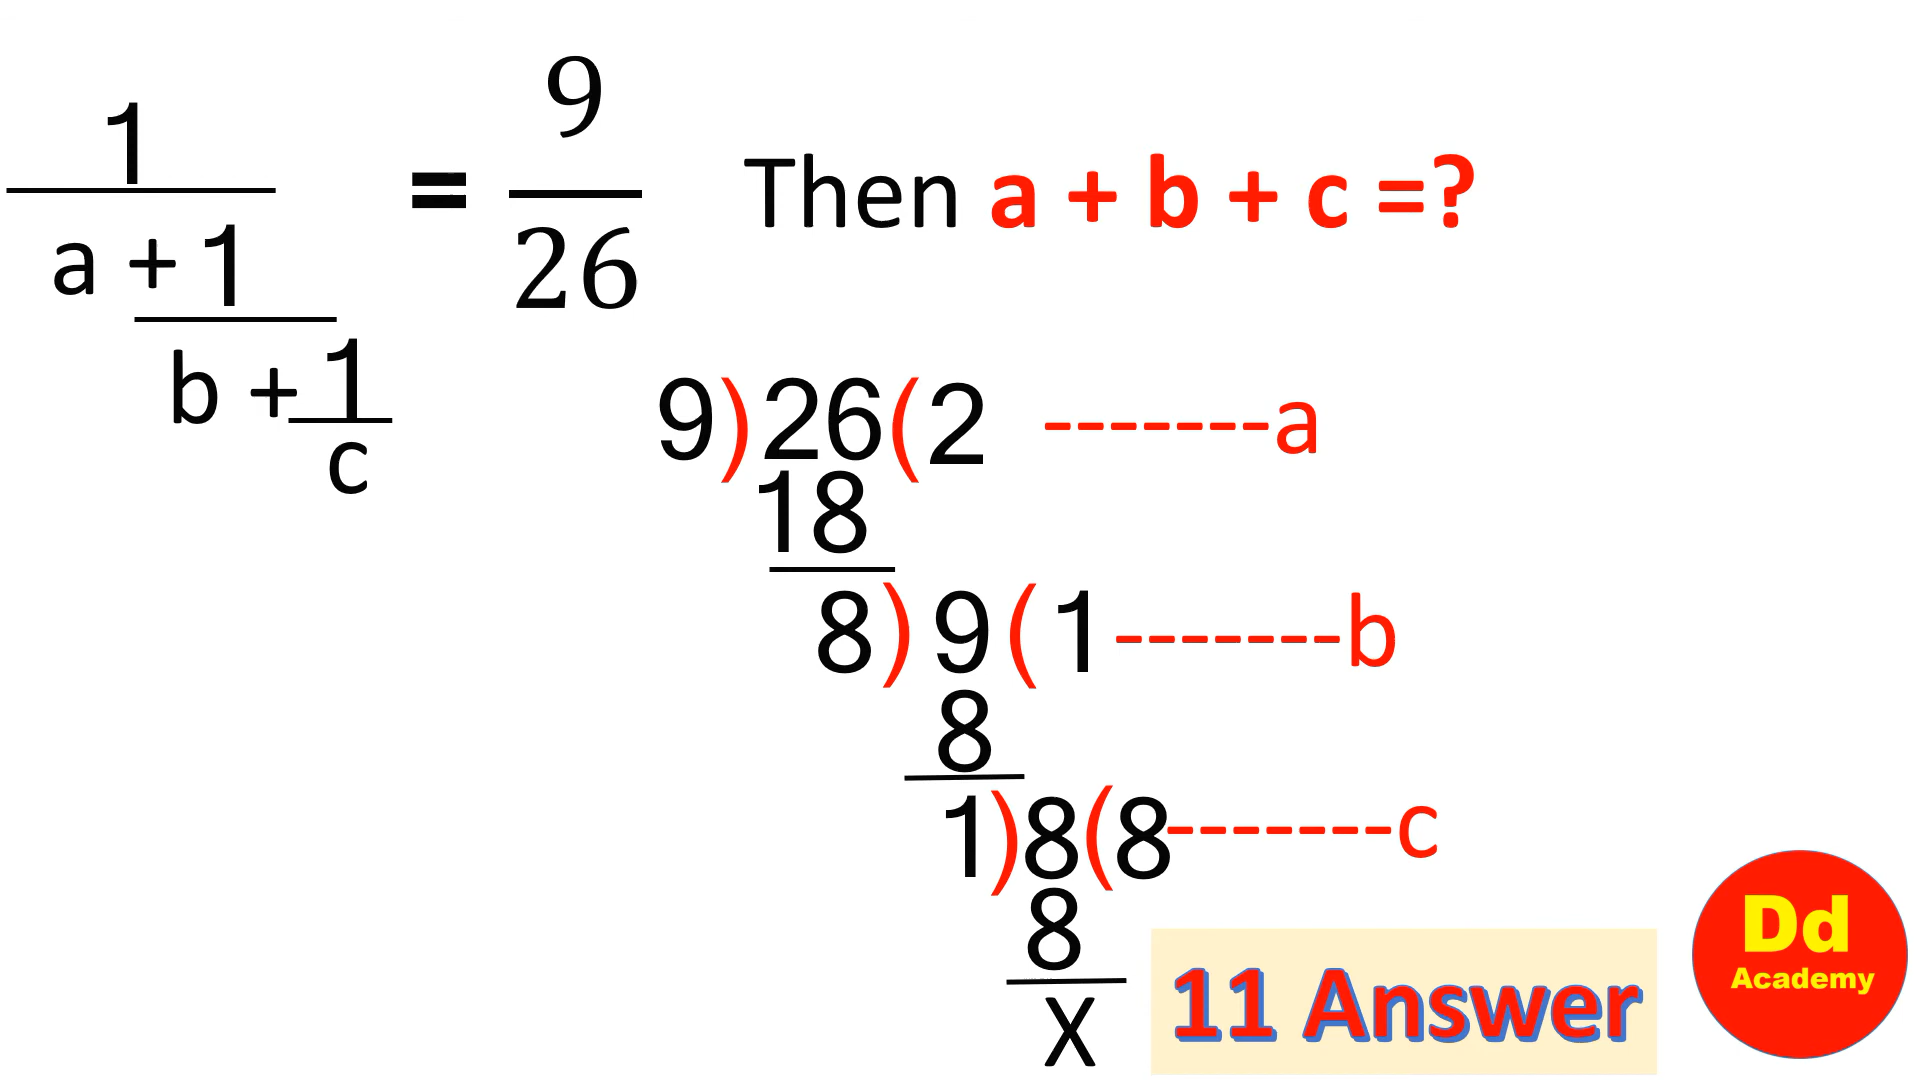 1
a + 1
b + 1
c
=
9
26
Then a + b + c =?
9)26(2 -------a
18
8)9(1-------b
8
1)8(8-------c
8
X
11 Answer
Dd
Academy